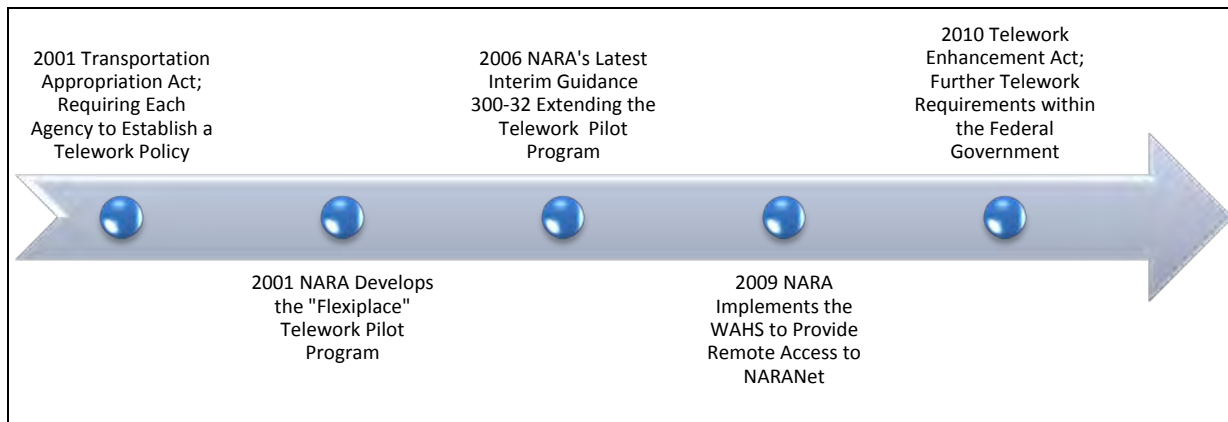 2001 Transportation
Appropriation Act;
Requiring Each
Agency to Establish a
Telework Policy
2001 NARA Develops
the "Flexiplace"
Telework Pilot
Program
2006 NARA's Latest
Interim Guidance
300-32 Extending the
Telework Pilot
Program
2009 NARA
Implements the
WAHS to Provide
Remote Access to
NARANet
2010 Telework
Enhancement Act;
Further Telework
Requirements within
the Federal
Government